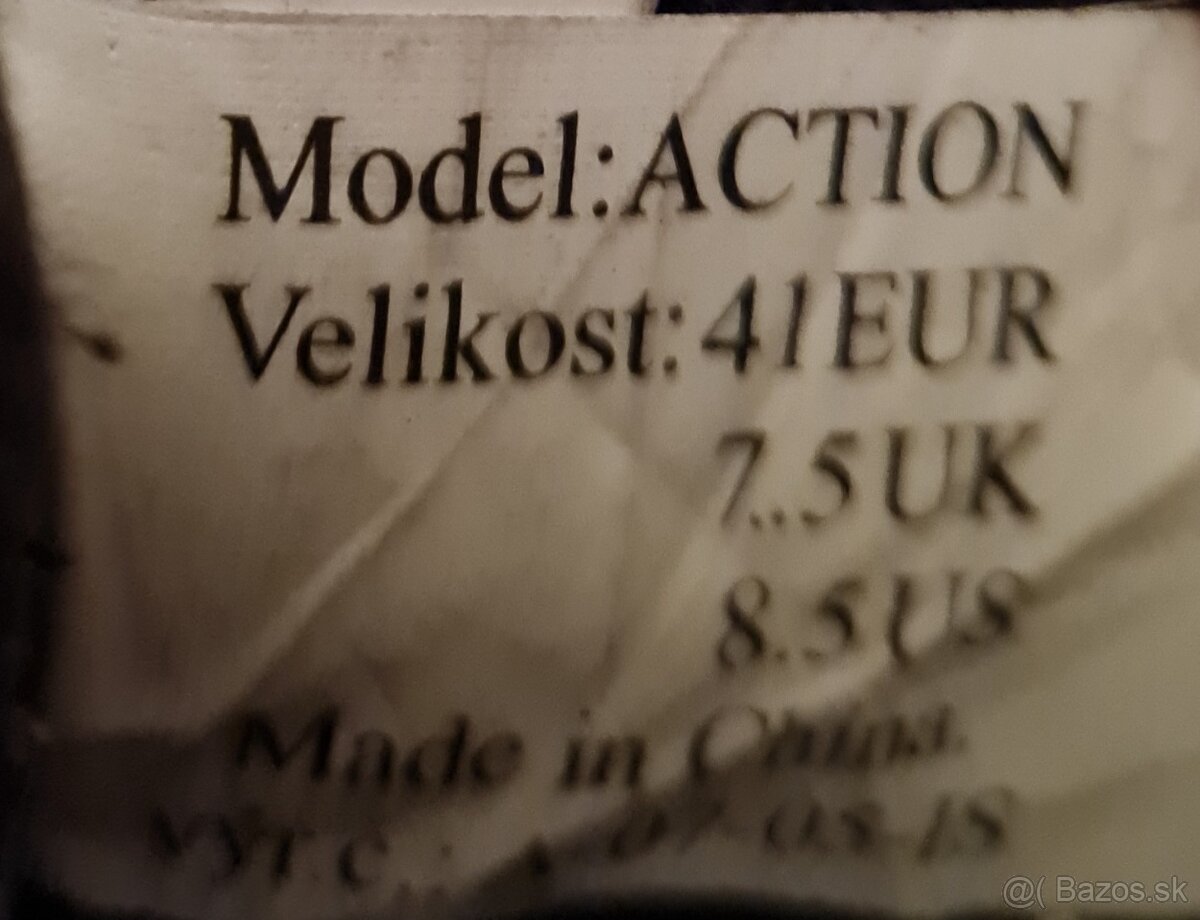 Model:ACTION
Velikost:41EUR
7..5UK
8.5US
Made in China.
@( Bazos.sk